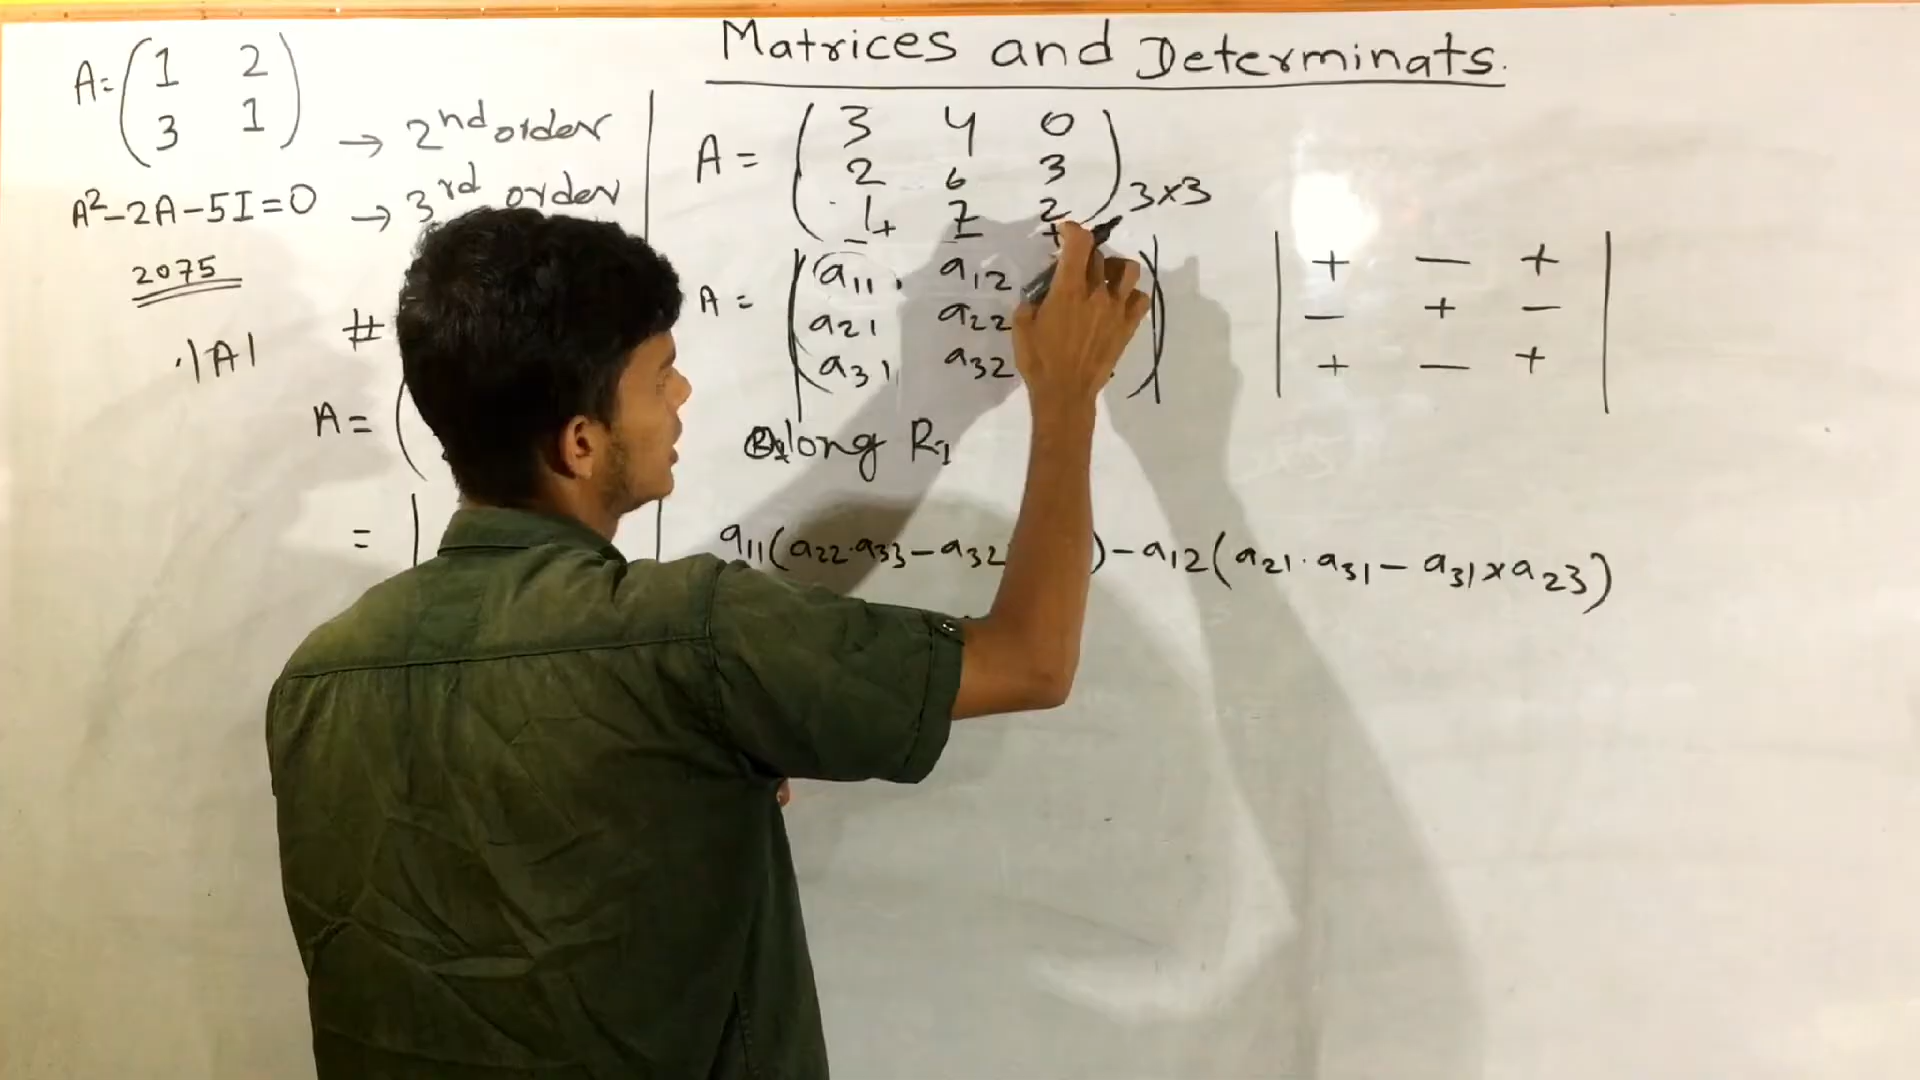 Matrices and Determinats.
A= (1 2
3 1)
→ 2nd order
A²-2A-5I=0 → 3rd order
2075
|A|
#
A= (
= |
A = (3 4 0
2 6 3
1 7 2) 3×3
- + - +
A = |a11 a12
a21 a22
a31 a32
| + - +
- + -
+ - + |
along R1
a11(a22.a33-a32 )-a12(a21.a31-a31×a23)